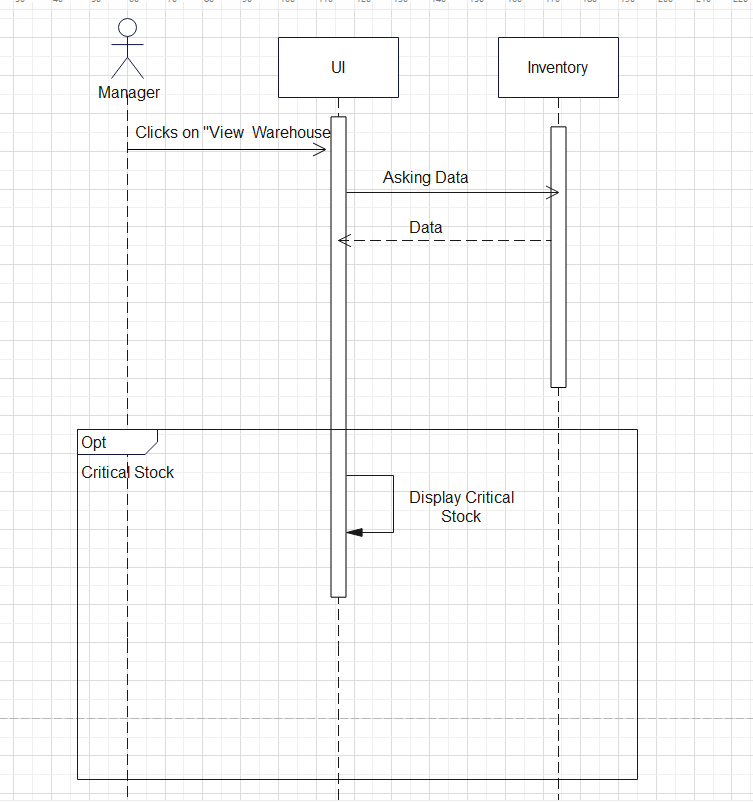 UI
Inventory
Manager
Clicks on "View  Warehouse
Asking Data
Data
Opt
Critical Stock
Display Critical
Stock